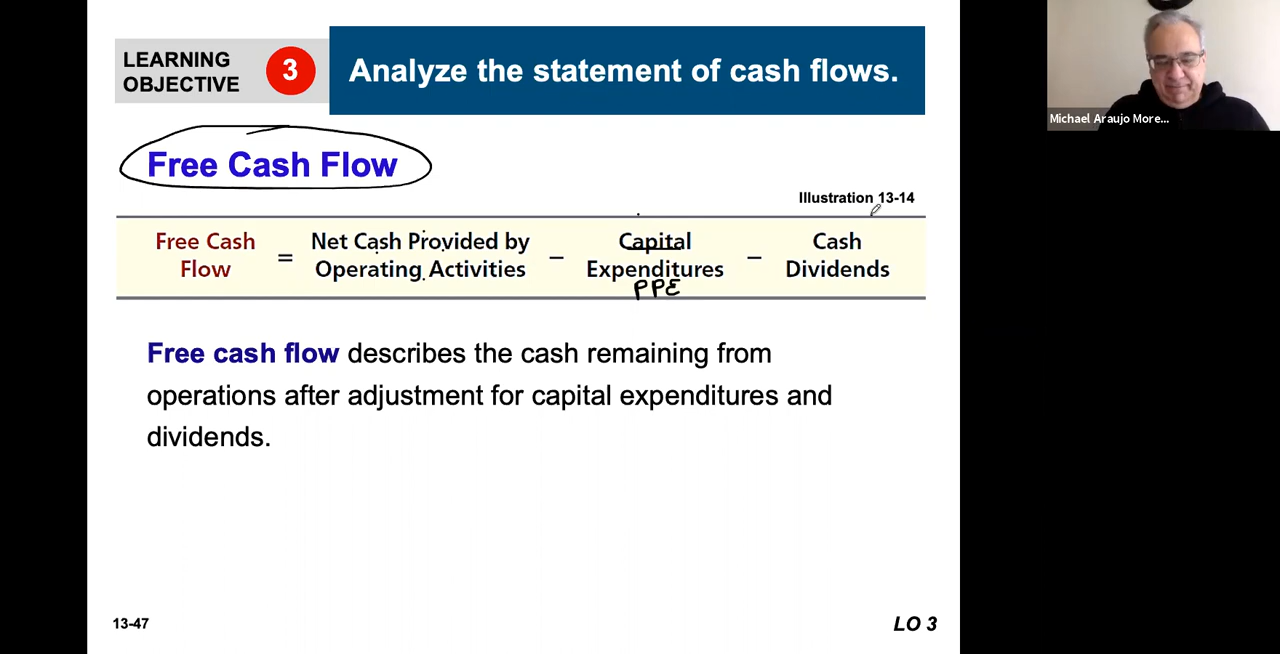 LEARNING
OBJECTIVE
3
Analyze the statement of cash flows.
Michael Araujo More...
Free Cash Flow
Illustration 13-14
Free Cash
Flow
=
Net Cash Provided by
Operating Activities
–
Capital
Expenditures
PPE
–
Cash
Dividends
Free cash flow describes the cash remaining from
operations after adjustment for capital expenditures and
dividends.
13-47
LO 3